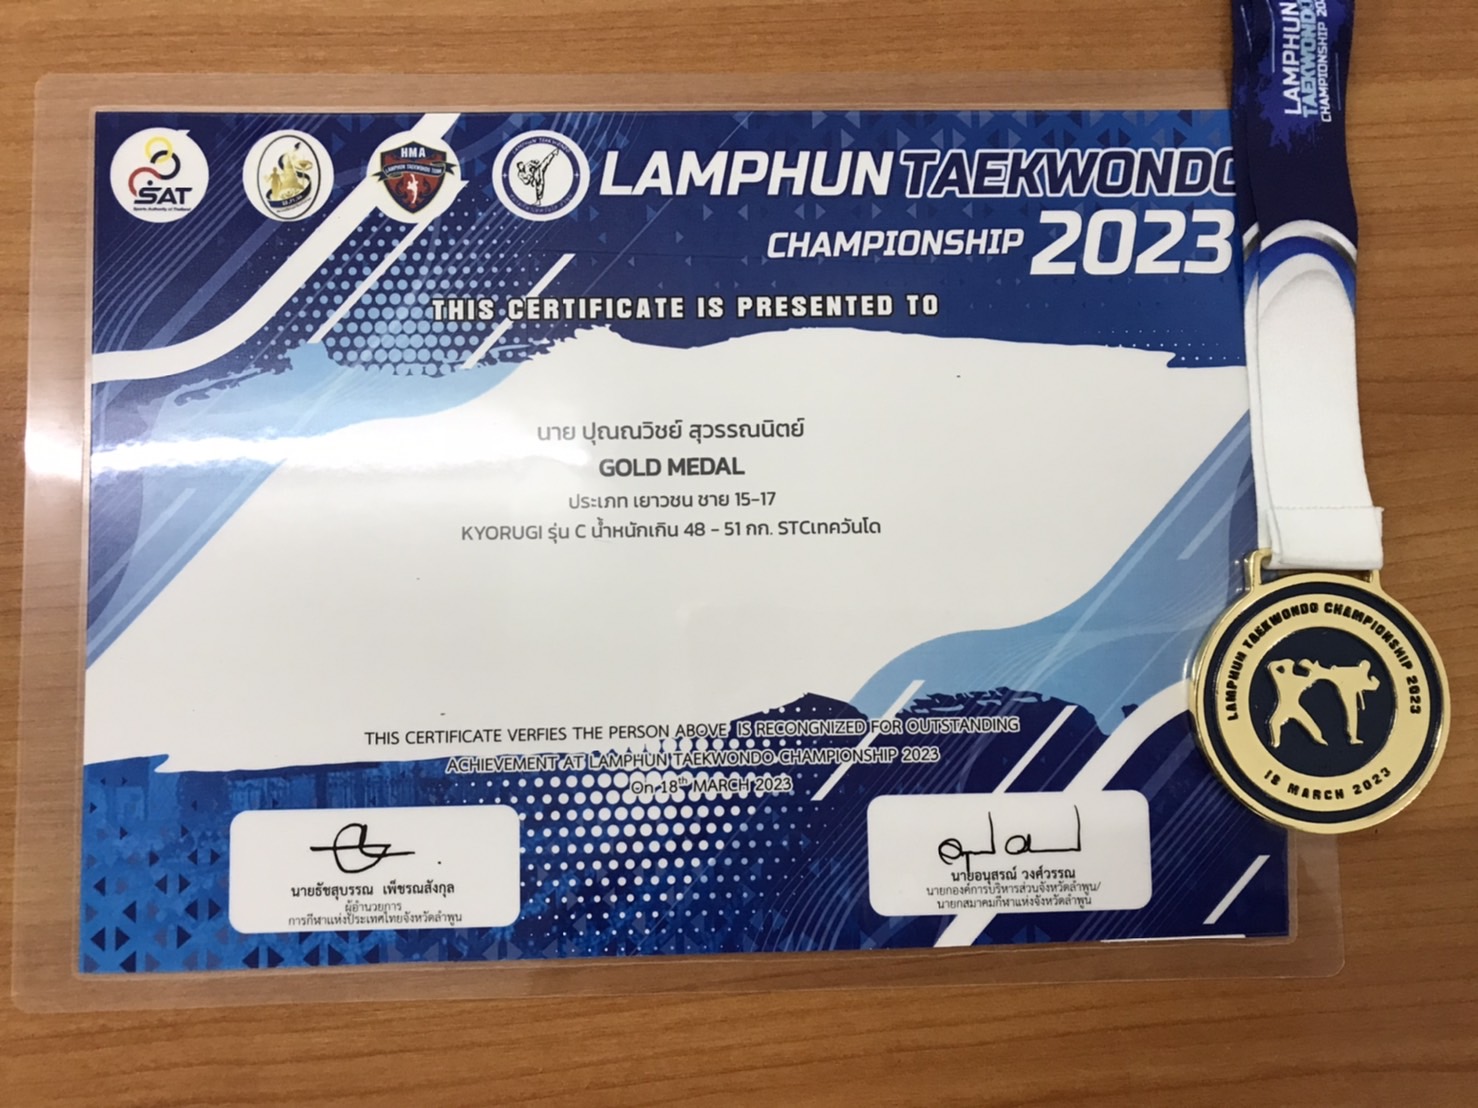 SAT
Sports Authority of Thailand
HMA
LAMPHUN TAEKWONDO TEAM
LAMPHUN TAEKWONDO
CHAMPIONSHIP 2023
THIS CERTIFICATE IS PRESENTED TO
นาย ปุณณวิชย์ สุวรรณนิตย์
GOLD MEDAL
ประเภท เยาวชน ชาย 15-17
KYORUGI รุ่น C น้ำหนักเกิน 48 - 51 กก. STCเทควันโด
THIS CERTIFICATE VERFIES THE PERSON ABOVE IS RECONGNIZED FOR OUTSTANDING
ACHIEVEMENT AT LAMPHUN TAEKWONDO CHAMPIONSHIP 2023
On 18th MARCH 2023
นายธัชสุบรรณ เพ็ชรณสังกุล
ผู้อำนวยการ
การกีฬาแห่งประเทศไทยจังหวัดลำพูน
นายอนุสรณ์ วงศ์วรรณ
นายกองค์การบริหารส่วนจังหวัดลำพูน/
นายกสมาคมกีฬาแห่งจังหวัดลำพูน
LAMPHUN
TAEKWONDO
CHAMPIONSHIP
LAMPHUN TAEKWONDO CHAMPIONSHIP 2023
18 MARCH 2023